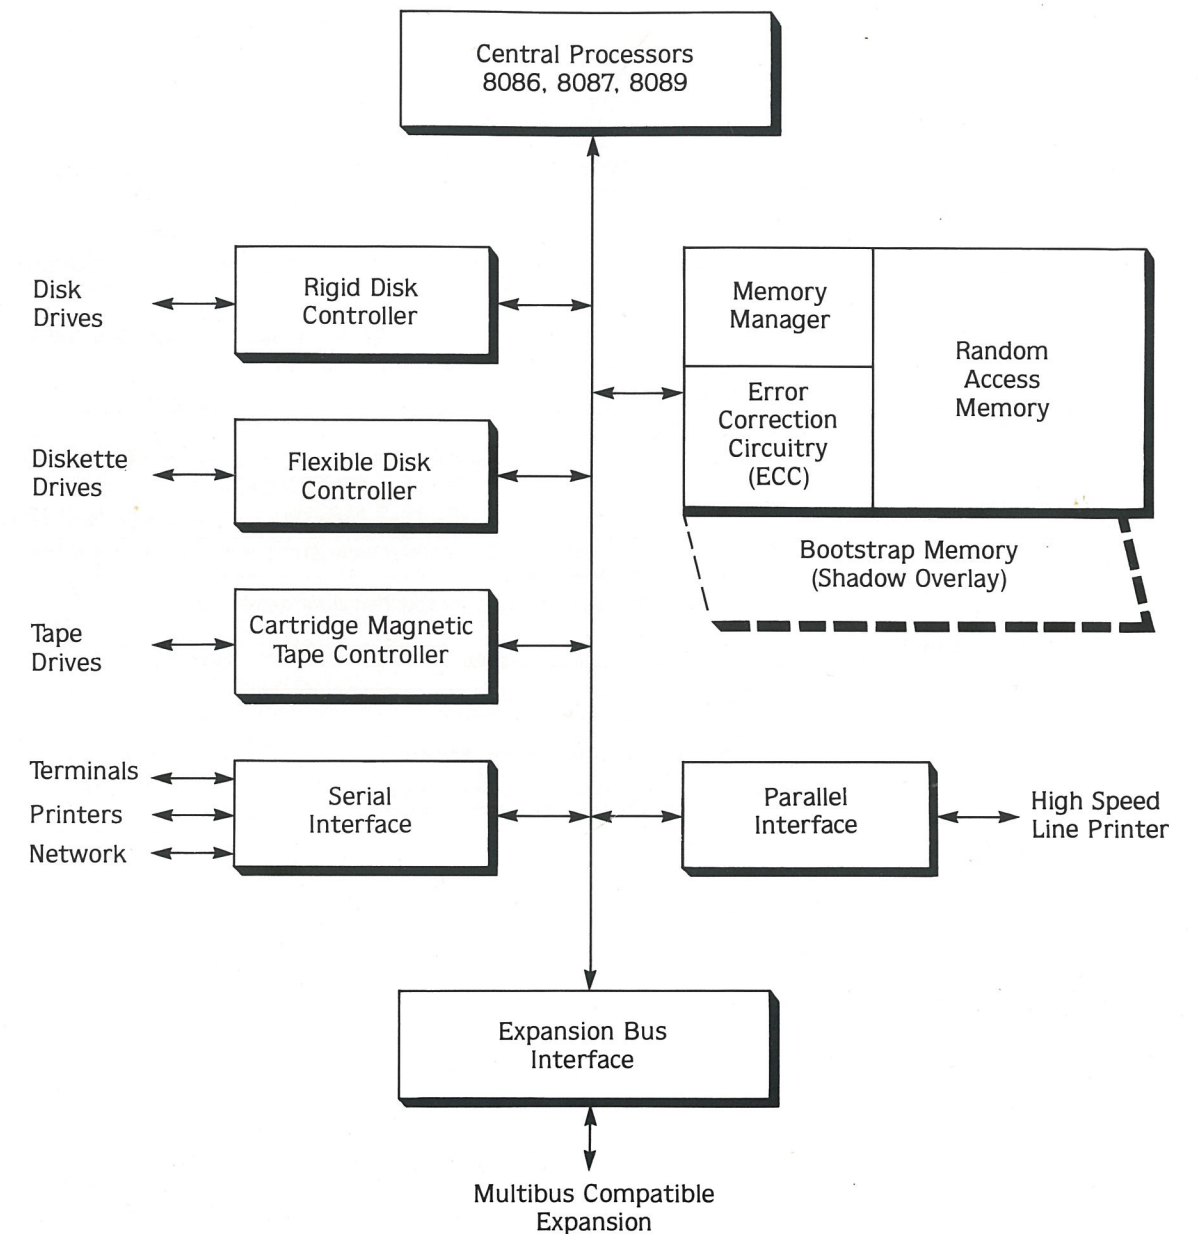 Central Processors
8086, 8087, 8089
Disk
Drives
Rigid Disk
Controller
Memory
Manager
Random
Access
Memory
Error
Correction
Circuitry
(ECC)
Diskette
Drives
Flexible Disk
Controller
Bootstrap Memory
(Shadow Overlay)
Tape
Drives
Cartridge Magnetic
Tape Controller
Terminals
Printers
Network
Serial
Interface
Parallel
Interface
High Speed
Line Printer
Expansion Bus
Interface
Multibus Compatible
Expansion